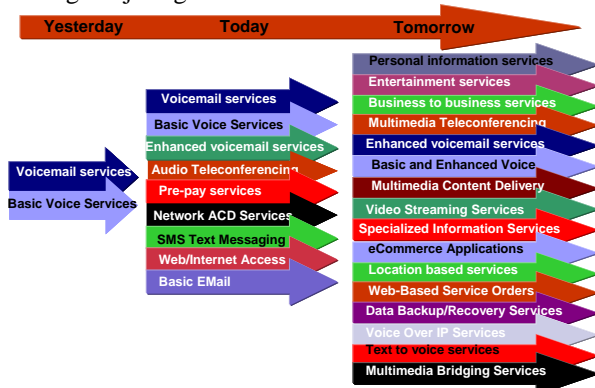 Yesterday Today Tomorrow
Voicemail services
Basic Voice Services
Voicemail services
Basic Voice Services
Enhanced voicemail services
Audio Teleconferencing
Pre-pay services
Network ACD Services
SMS Text Messaging
Web/Internet Access
Basic EMail
Personal information services
Entertainment services
Business to business services
Multimedia Teleconferencing
Enhanced voicemail services
Basic and Enhanced Voice
Multimedia Content Delivery
Video Streaming Services
Specialized Information Services
eCommerce Applications
Location based services
Web-Based Service Orders
Data Backup/Recovery Services
Voice Over IP Services
Text to voice services
Multimedia Bridging Services